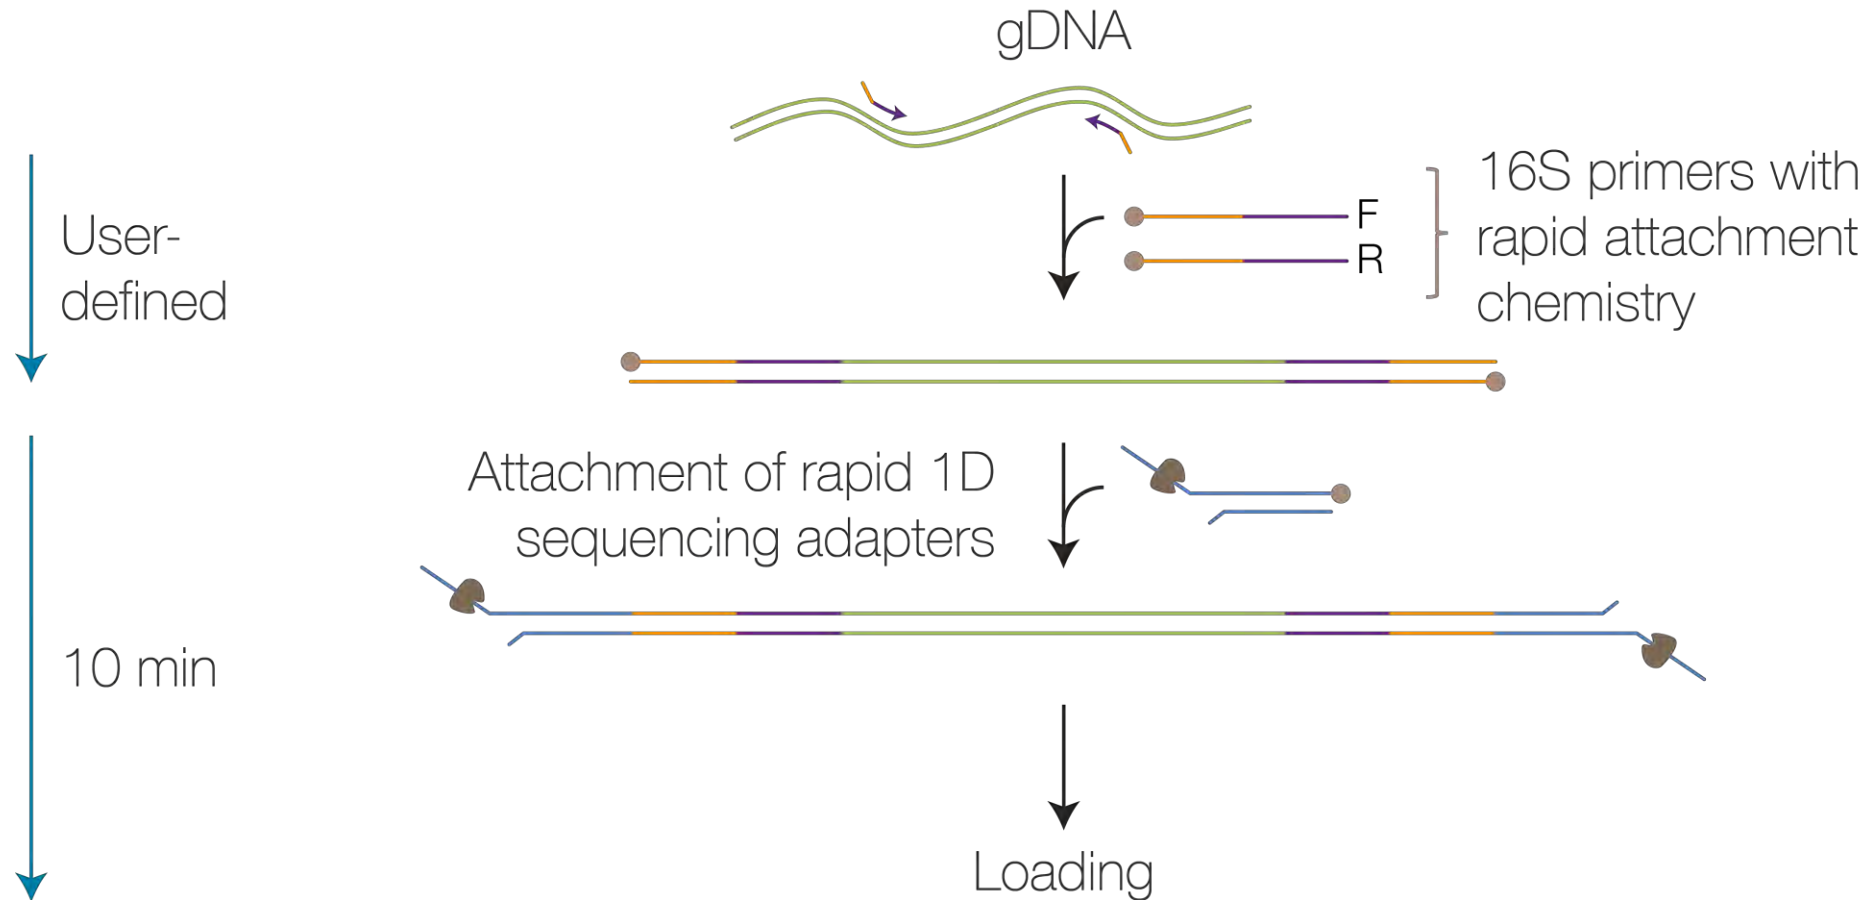 gDNA
16S primers with
rapid attachment
chemistry
F
R
User-
defined
Attachment of rapid 1D
sequencing adapters
10 min
Loading